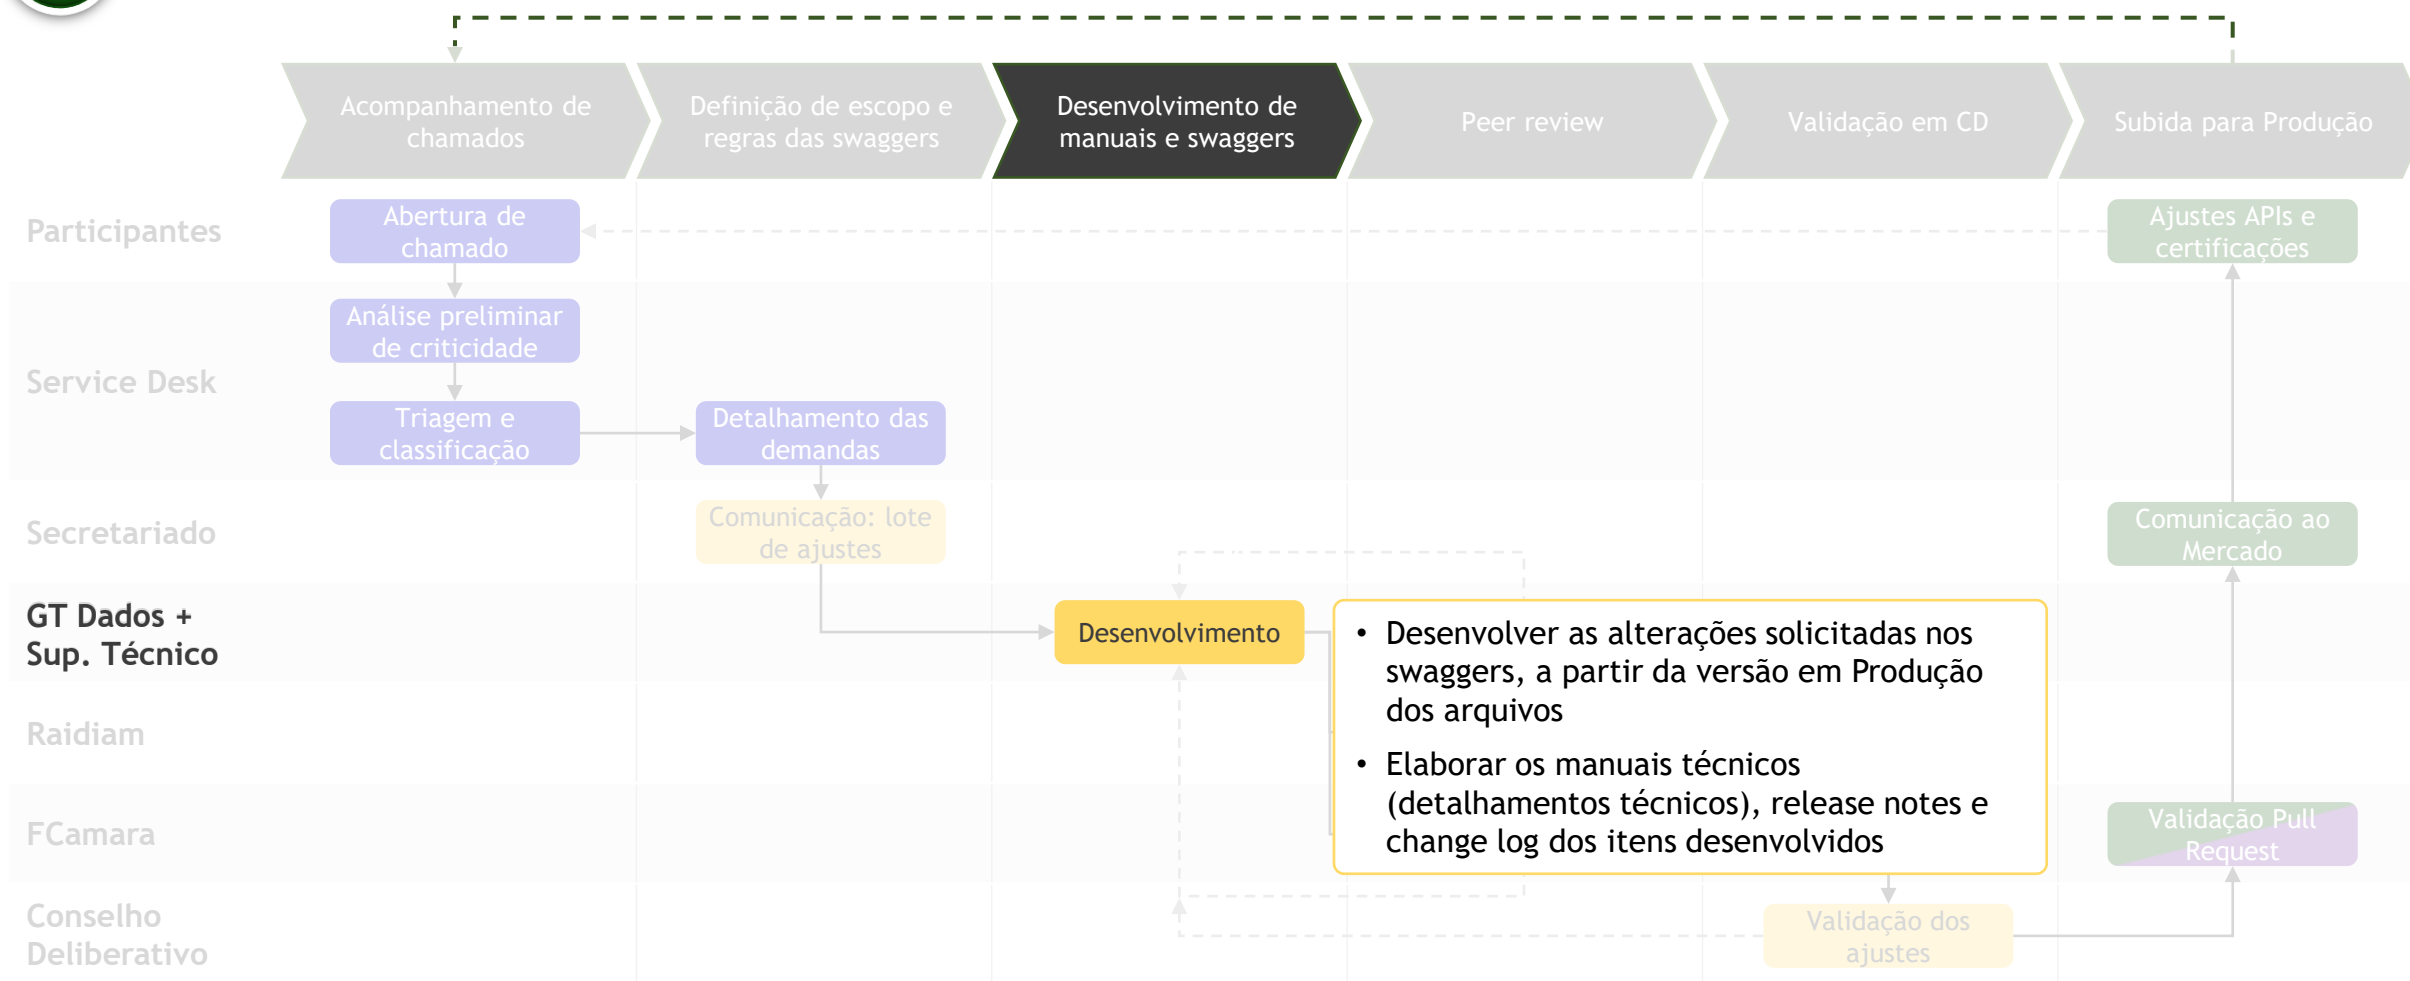 Acompanhamento de
chamados
Definição de escopo e
regras das swaggers
Desenvolvimento de
manuais e swaggers
Peer review
Validação em CD
Subida para Produção
Participantes
Abertura de
chamado
Ajustes APIs e
certificações
Service Desk
Análise preliminar
de criticidade
Triagem e
classificação
Detalhamento das
demandas
Secretariado
Comunicação: lote
de ajustes
Comunicação ao
Mercado
GT Dados +
Sup. Técnico
Desenvolvimento
• Desenvolver as alterações solicitadas nos
swaggers, a partir da versão em Produção
dos arquivos
• Elaborar os manuais técnicos
(detalhamentos técnicos), release notes e
change log dos itens desenvolvidos
Raidiam
FCamara
Validação Pull
Request
Conselho
Deliberativo
Validação dos
ajustes